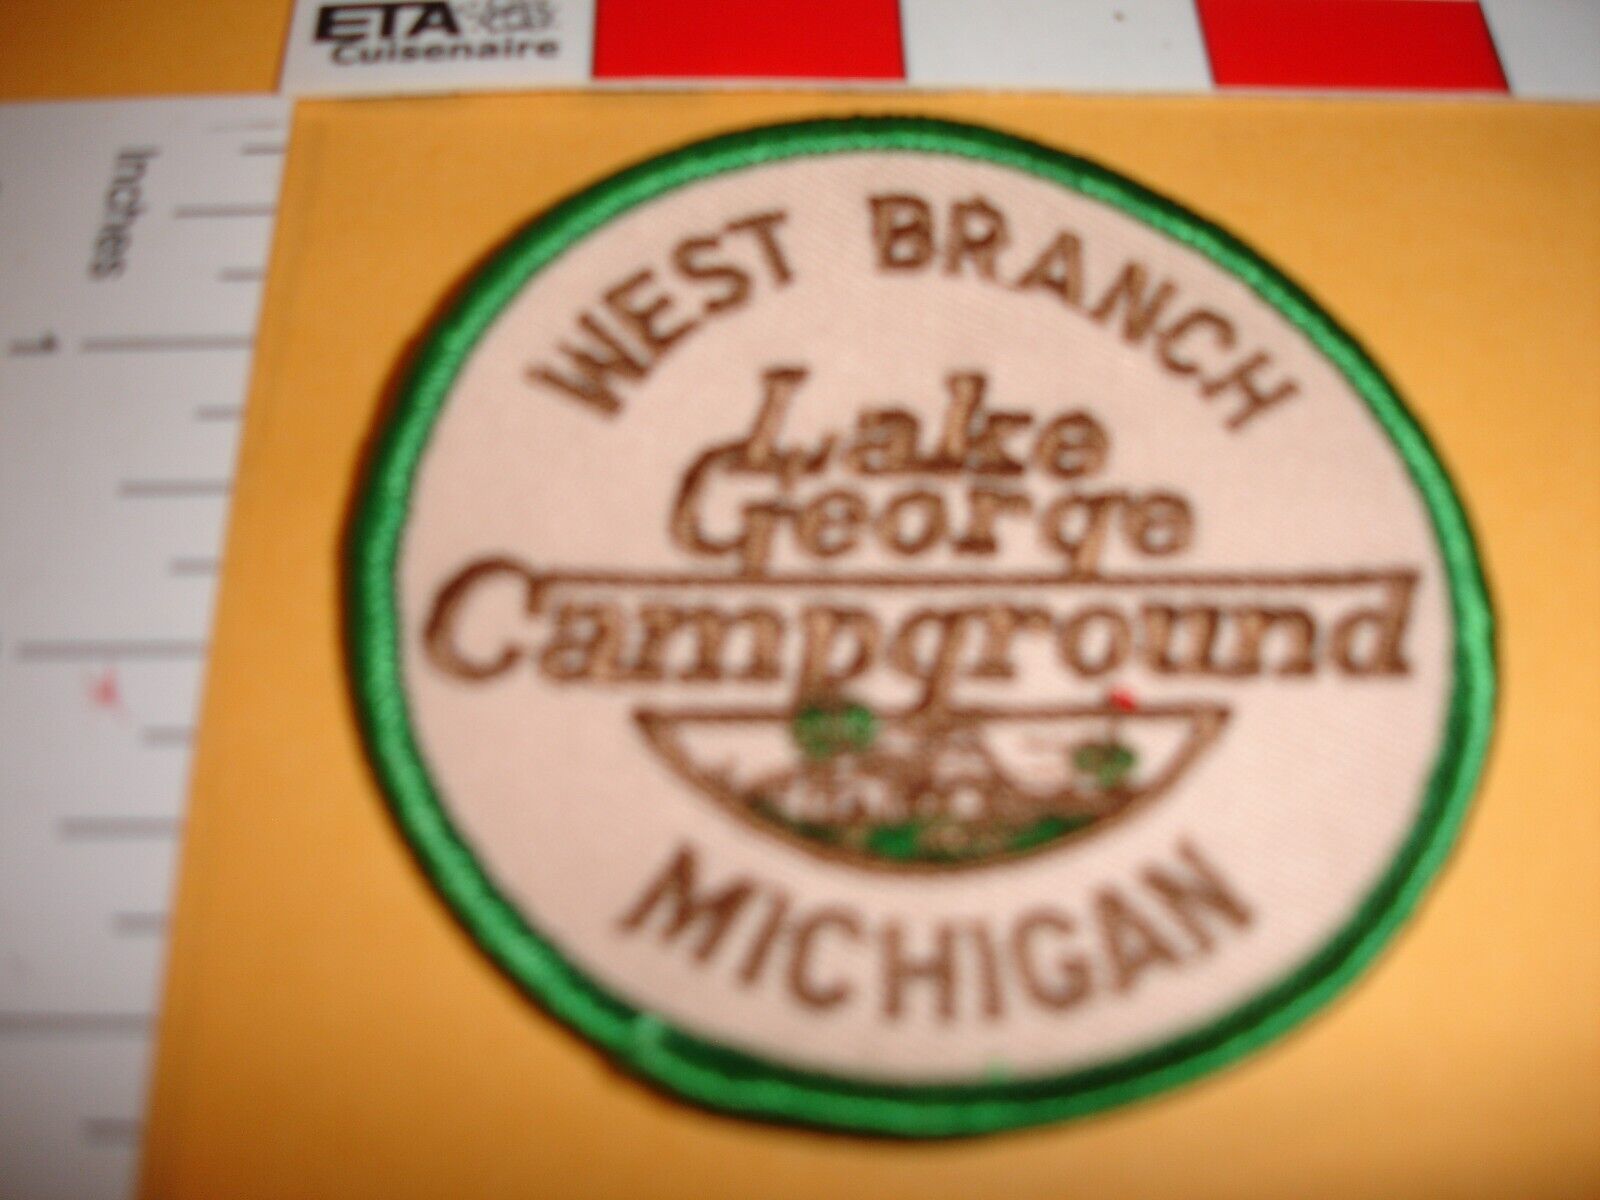 ETA
Cuisenaire
Inches
1
WEST BRANCH
Lake
George
Campground
MICHIGAN